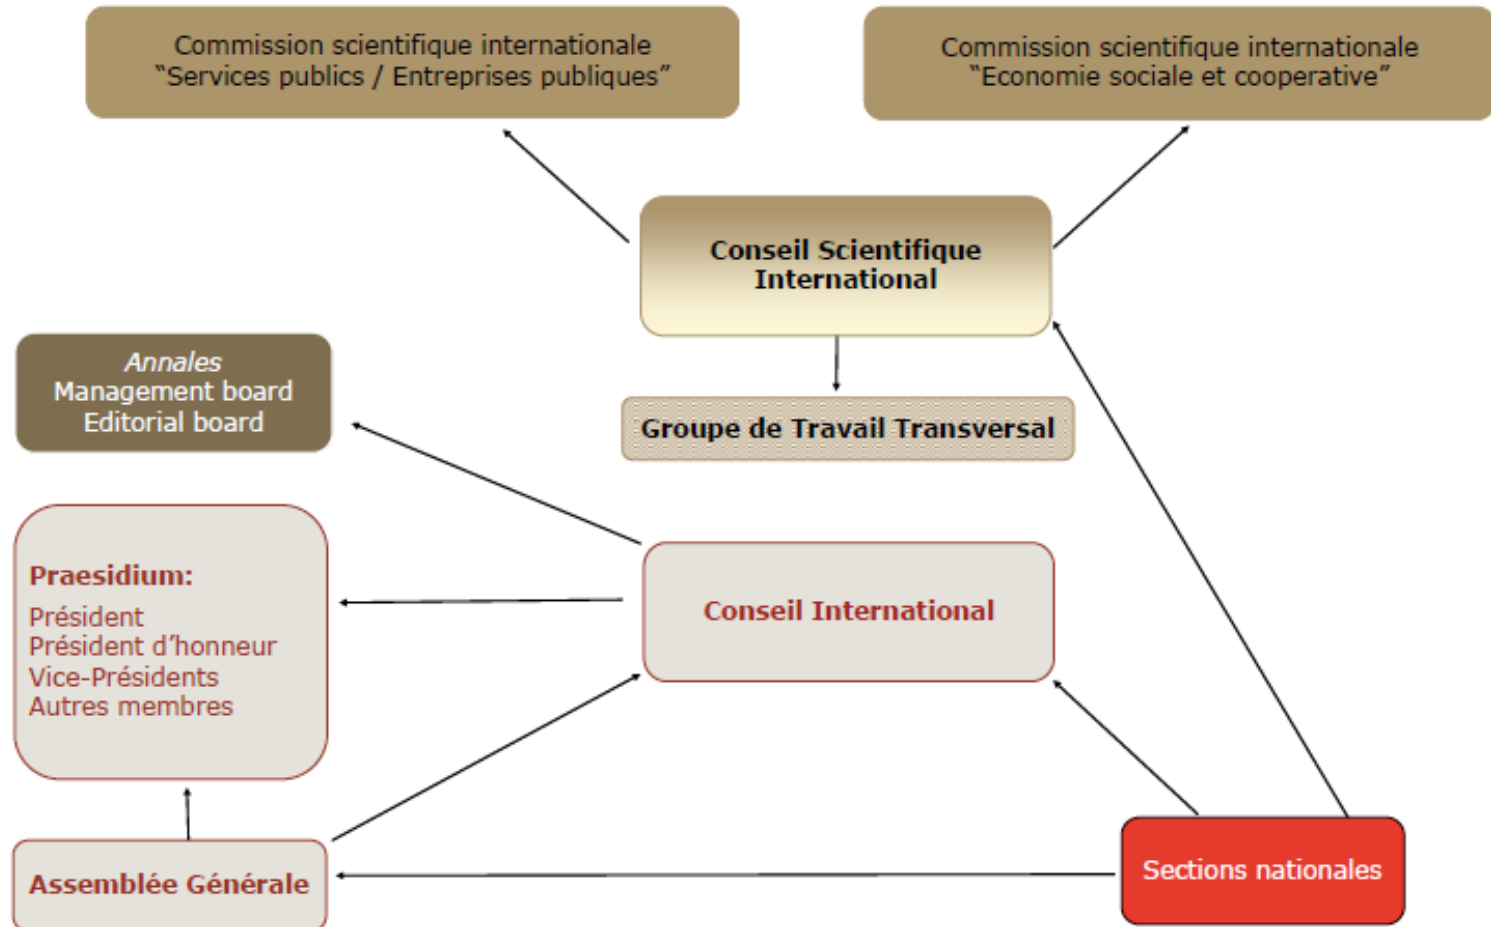 Commission scientifique internationale
“Services publics / Entreprises publiques”
Commission scientifique internationale
“Economie sociale et cooperative”
Conseil Scientifique
International
Annales
Management board
Editorial board
Groupe de Travail Transversal
Praesidium:
Président
Président d’honneur
Vice-Présidents
Autres membres
Conseil International
Assemblée Générale
Sections nationales